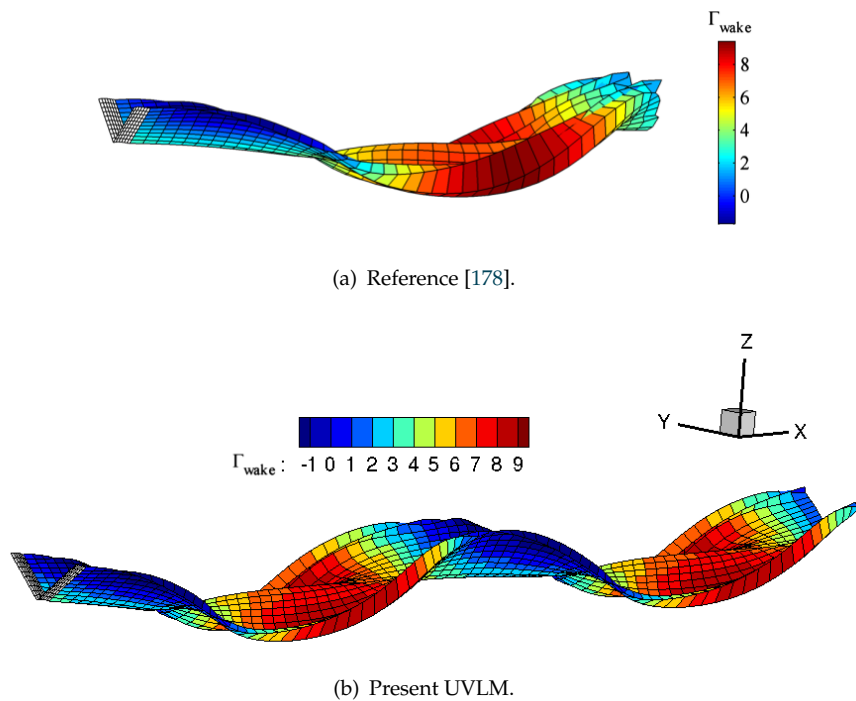 Γwake
8
6
4
2
0
(a) Reference [178].
Z
Y
X
Γwake : -1 0 1 2 3 4 5 6 7 8 9
(b) Present UVLM.